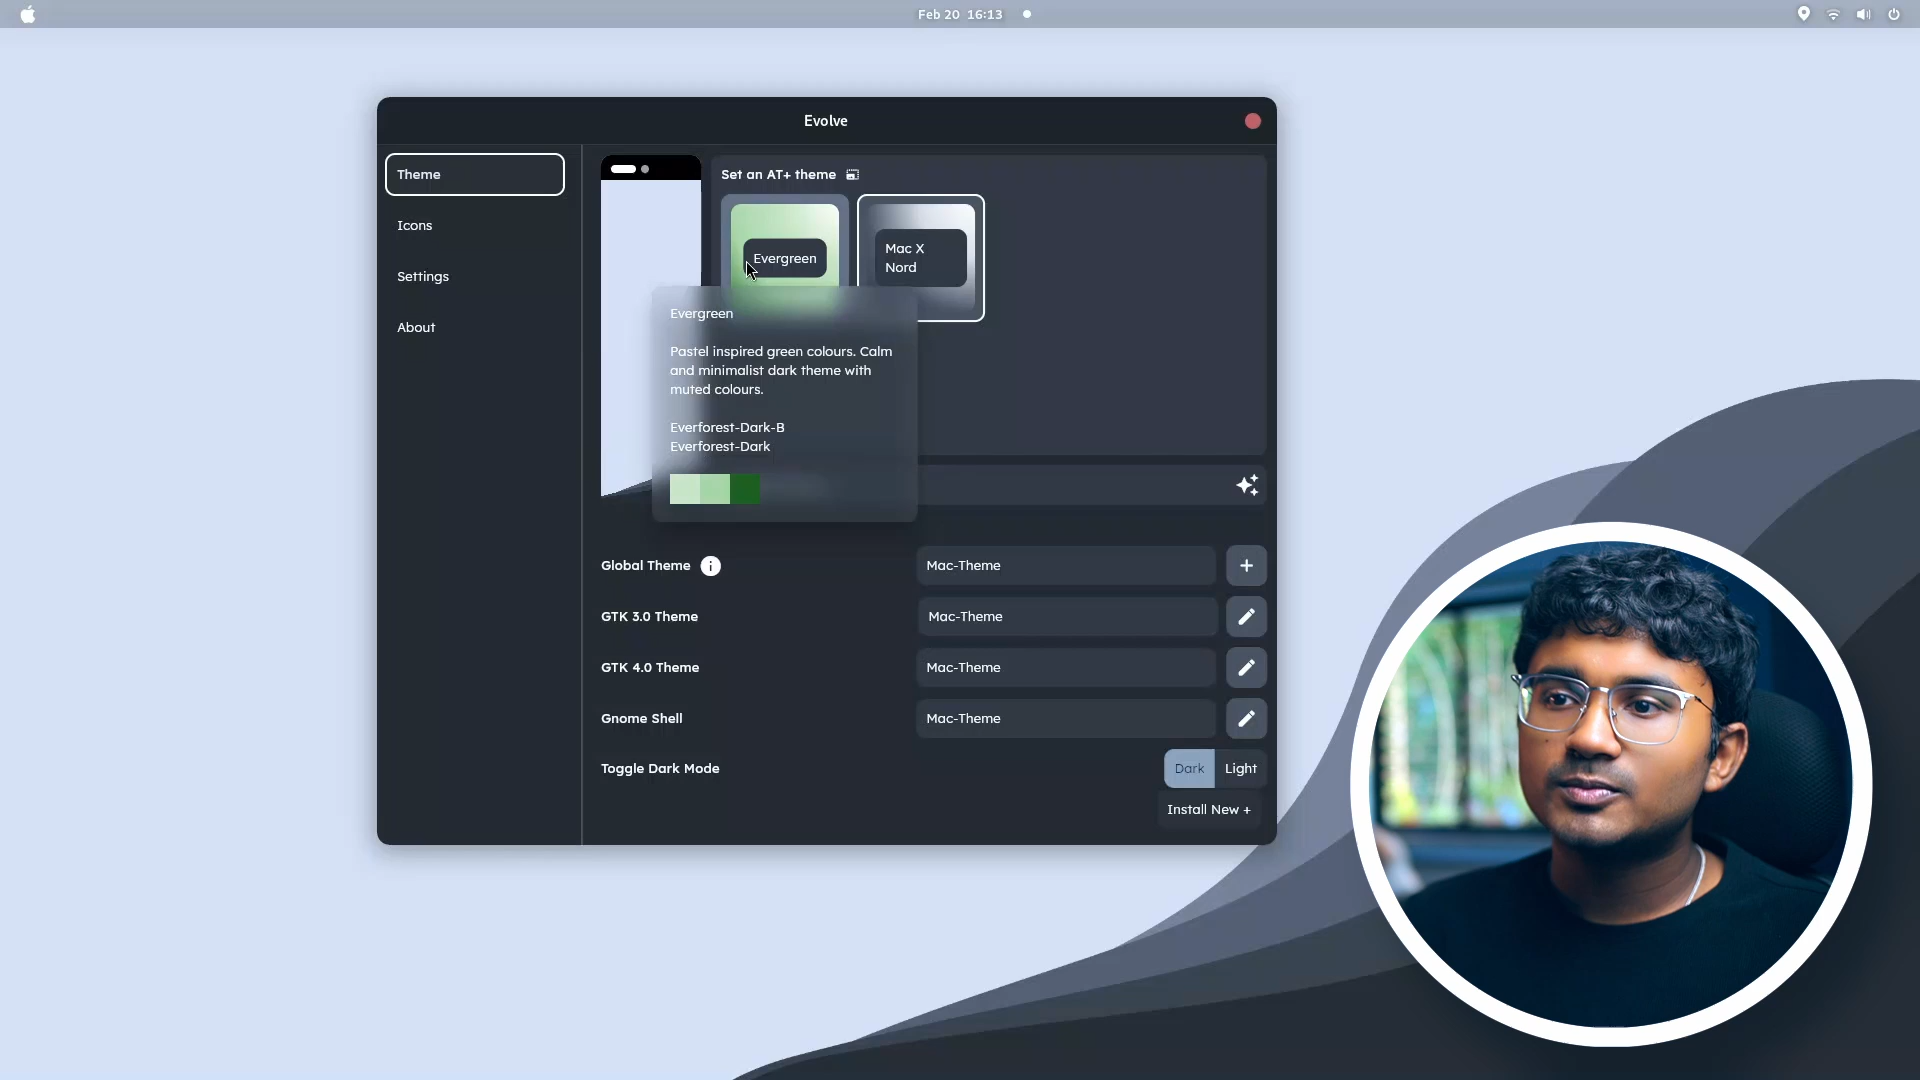 Feb 20 16:13
Evolve
Theme
Icons
Settings
About
Set an AT+ theme
Evergreen
Mac X
Nord
Evergreen
Pastel inspired green colours. Calm
and minimalist dark theme with
muted colours.
Everforest-Dark-B
Everforest-Dark
Global Theme
Mac-Theme
GTK 3.0 Theme
Mac-Theme
GTK 4.0 Theme
Mac-Theme
Gnome Shell
Mac-Theme
Toggle Dark Mode
Dark
Light
Install New +